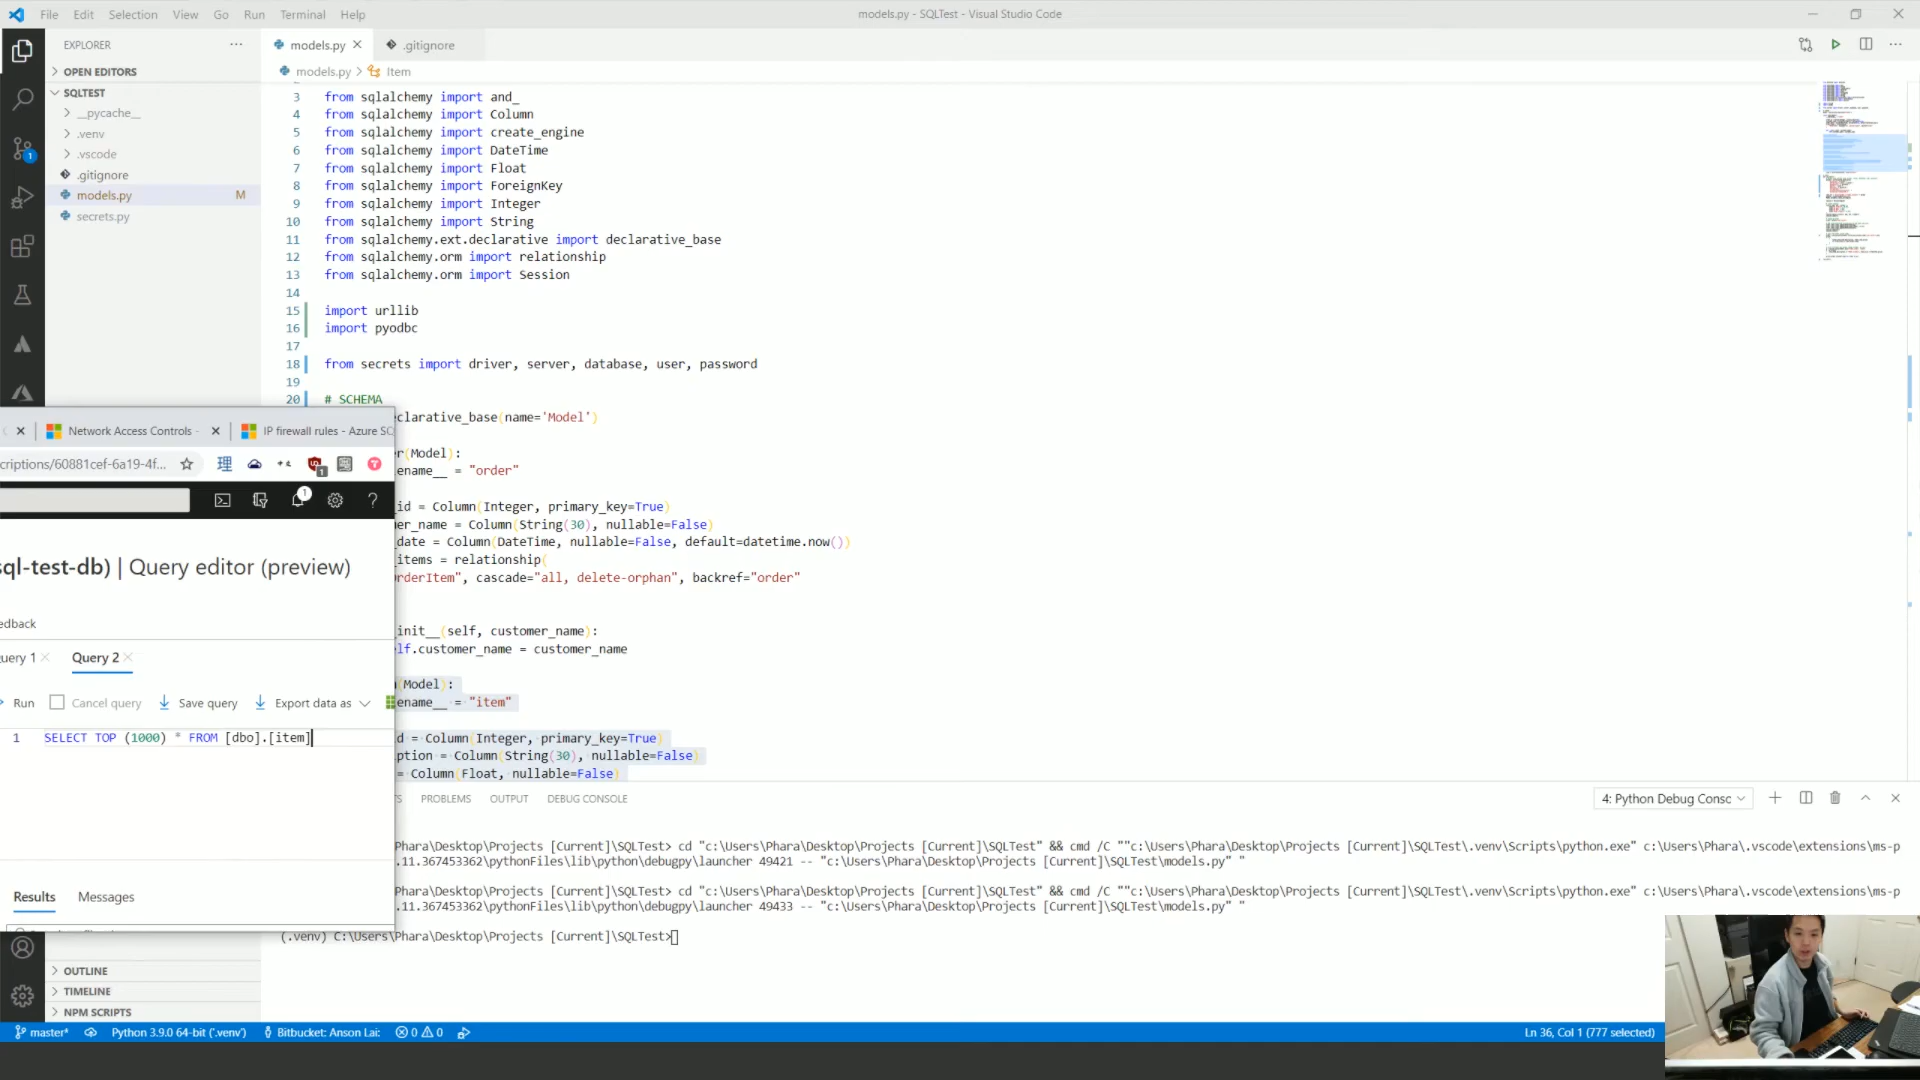 File Edit Selection View Go Run Terminal Help
models.py - SQLTest - Visual Studio Code
EXPLORER
OPEN EDITORS
SQLTEST
__pycache__
.venv
.vscode
.gitignore
models.py M
secrets.py
models.py
.gitignore
models.py > Item
3 from sqlalchemy import and_
4 from sqlalchemy import Column
5 from sqlalchemy import create_engine
6 from sqlalchemy import DateTime
7 from sqlalchemy import Float
8 from sqlalchemy import ForeignKey
9 from sqlalchemy import Integer
10 from sqlalchemy import String
11 from sqlalchemy.ext.declarative import declarative_base
12 from sqlalchemy.orm import relationship
13 from sqlalchemy.orm import Session
14
15 import urllib
16 import pyodbc
17
18 from secrets import driver, server, database, user, password
19
20 # SCHEMA
clarative_base(name='Model')
er(Model):
ename__ = "order"
id = Column(Integer, primary_key=True)
er_name = Column(String(30), nullable=False)
date = Column(DateTime, nullable=False, default=datetime.now())
items = relationship(
rderItem", cascade="all, delete-orphan", backref="order"
init__(self, customer_name):
lf.customer_name = customer_name
(Model):
ename__ = "item"
d = Column(Integer, primary_key=True)
ption = Column(String(30), nullable=False)
= Column(Float, nullable=False)
Network Access Controls -
IP firewall rules - Azure SQ
criptions/60881cef-6a19-4f...
理
1
1
?
sql-test-db) | Query editor (preview)
edback
uery 1
Query 2
Run
Cancel query
Save query
Export data as
1 SELECT TOP (1000) * FROM [dbo].[item]
Results
Messages
TS PROBLEMS OUTPUT DEBUG CONSOLE
4: Python Debug Consc
Phara\Desktop\Projects [Current]\SQLTest> cd "c:\Users\Phara\Desktop\Projects [Current]\SQLTest" && cmd /C ""c:\Users\Phara\Desktop\Projects [Current]\SQLTest\.venv\Scripts\python.exe" c:\Users\Phara\.vscode\extensions\ms-p
.11.367453362\pythonFiles\lib\python\debugpy\launcher 49421 -- "c:\Users\Phara\Desktop\Projects [Current]\SQLTest\models.py" "
Phara\Desktop\Projects [Current]\SQLTest> cd "c:\Users\Phara\Desktop\Projects [Current]\SQLTest" && cmd /C ""c:\Users\Phara\Desktop\Projects [Current]\SQLTest\.venv\Scripts\python.exe" c:\Users\Phara\.vscode\extensions\ms-p
.11.367453362\pythonFiles\lib\python\debugpy\launcher 49433 -- "c:\Users\Phara\Desktop\Projects [Current]\SQLTest\models.py" "
(.venv) C:\Users\Phara\Desktop\Projects [Current]\SQLTest>
OUTLINE
TIMELINE
NPM SCRIPTS
master* Python 3.9.0 64-bit ('.venv') Bitbucket: Anson Lai: 0 0
Ln 36, Col 1 (777 selected)